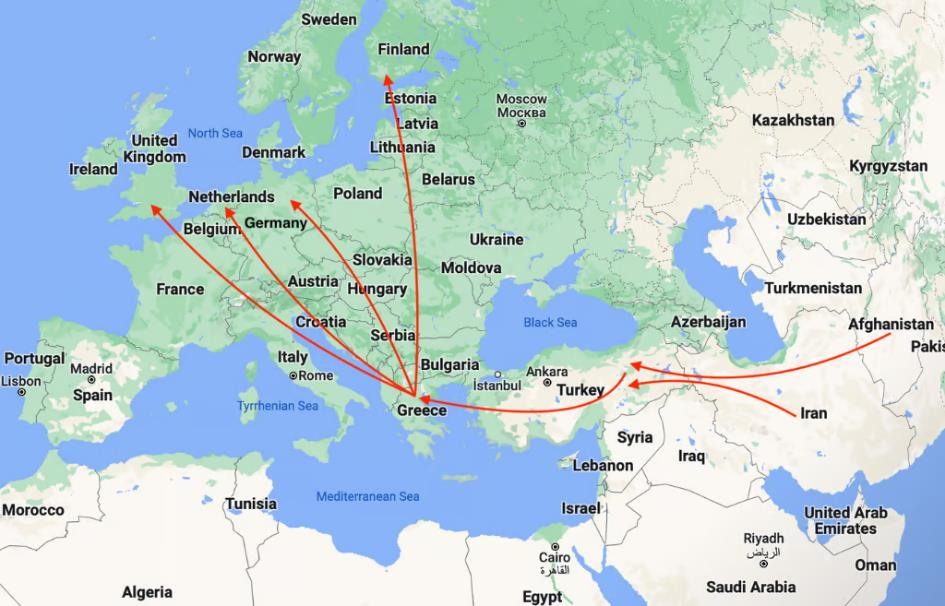 Sweden
Norway
Finland
Estonia
Moscow
Москва
Kazakhstan
Latvia
North Sea
United
Kingdom
Denmark
Lithuania
Ireland
Kyrgyzstan
Netherlands
Poland
Belarus
Belgium
Germany
Uzbekistan
Ukraine
Slovakia
Moldova
France
Austria
Hungary
Turkmenistan
Croatia
Black Sea
Azerbaijan
Afghanistan
Serbia
Pakis
Portugal
Madrid
Italy
Rome
Bulgaria
Ankara
Lisbon
Spain
İstanbul
Turkey
Tyrrhenian Sea
Greece
Iran
Syria
Iraq
Lebanon
Morocco
Tunisia
Mediterranean Sea
Israel
United Arab
Emirates
Cairo
القاهرة
Riyadh
الرياض
Oman
Algeria
Egypt
Saudi Arabia